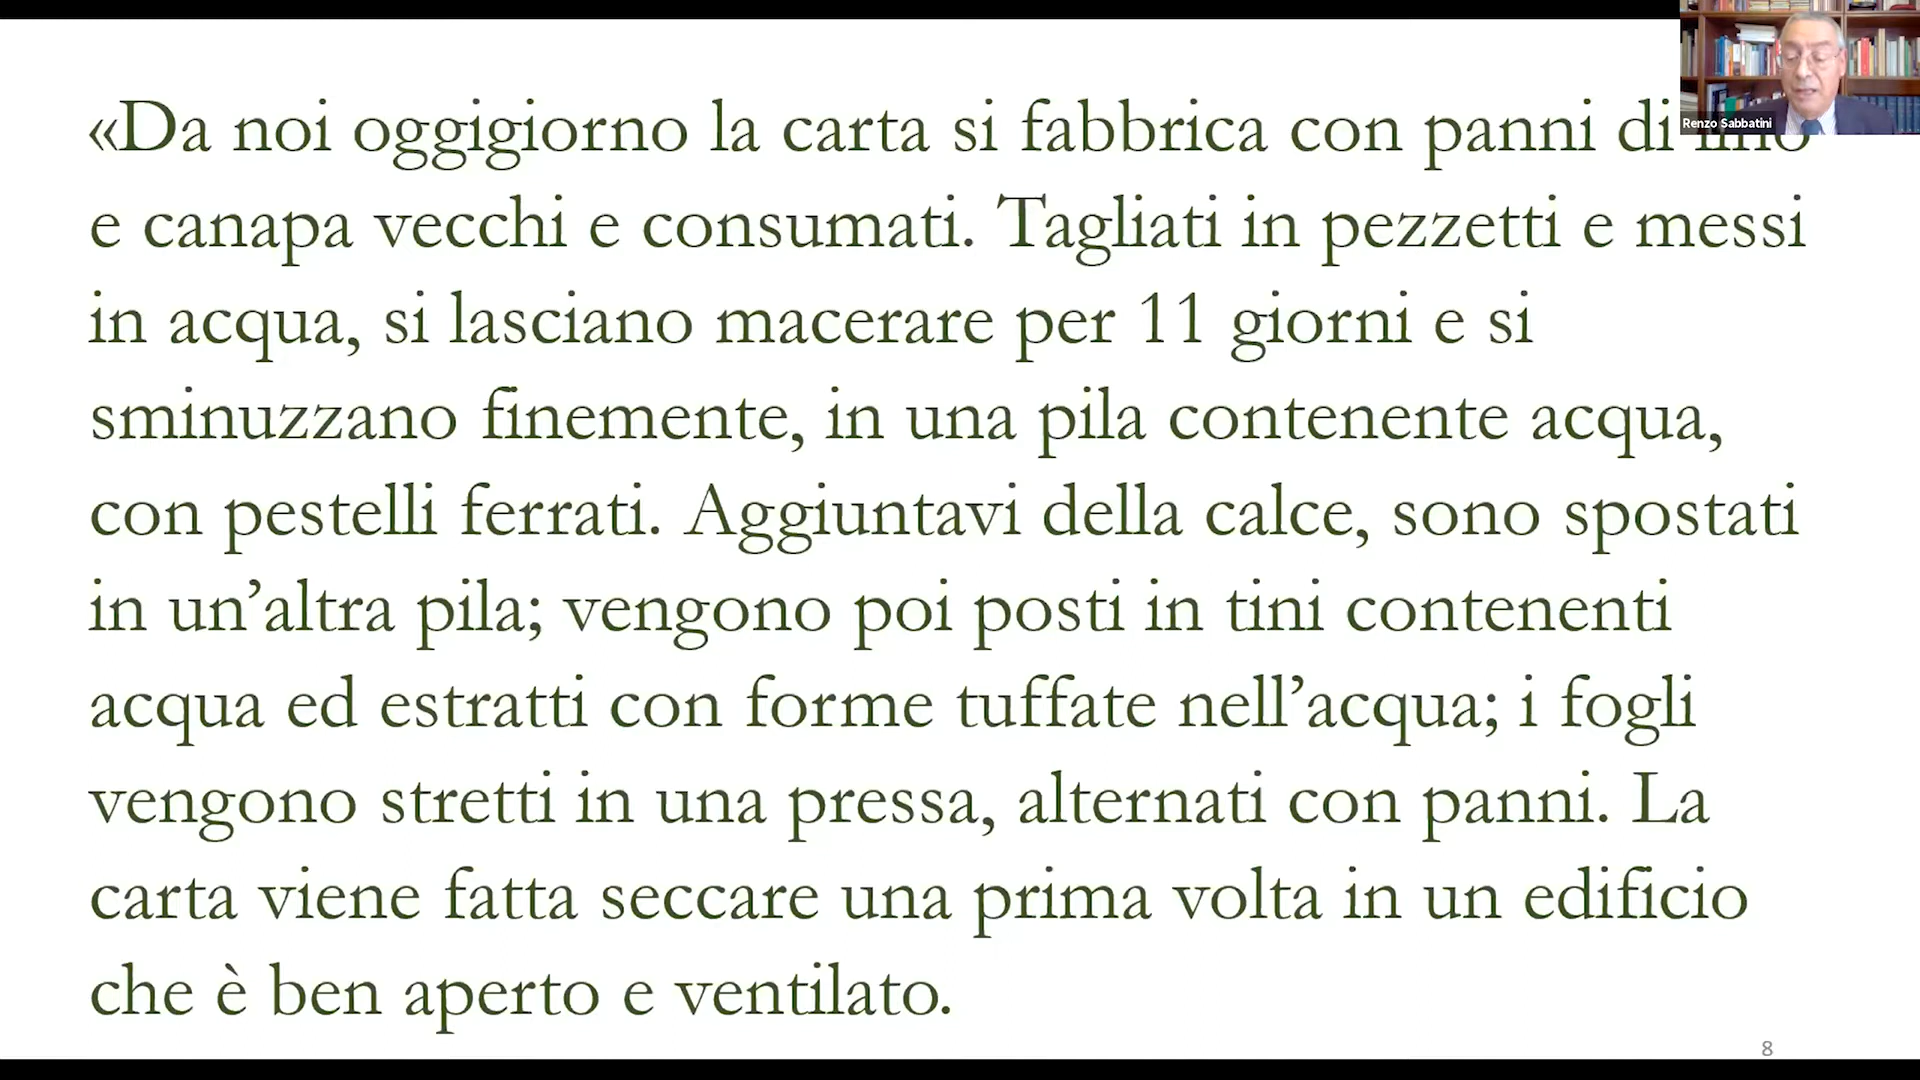 «Da noi oggigiorno la carta si fabbrica con panni di lino
e canapa vecchi e consumati. Tagliati in pezzetti e messi
in acqua, si lasciano macerare per 11 giorni e si
sminuzzano finemente, in una pila contenente acqua,
con pestelli ferrati. Aggiuntavi della calce, sono spostati
in un’altra pila; vengono poi posti in tini contenenti
acqua ed estratti con forme tuffate nell’acqua; i fogli
vengono stretti in una pressa, alternati con panni. La
carta viene fatta seccare una prima volta in un edificio
che è ben aperto e ventilato.
Renzo Sabbatini
8